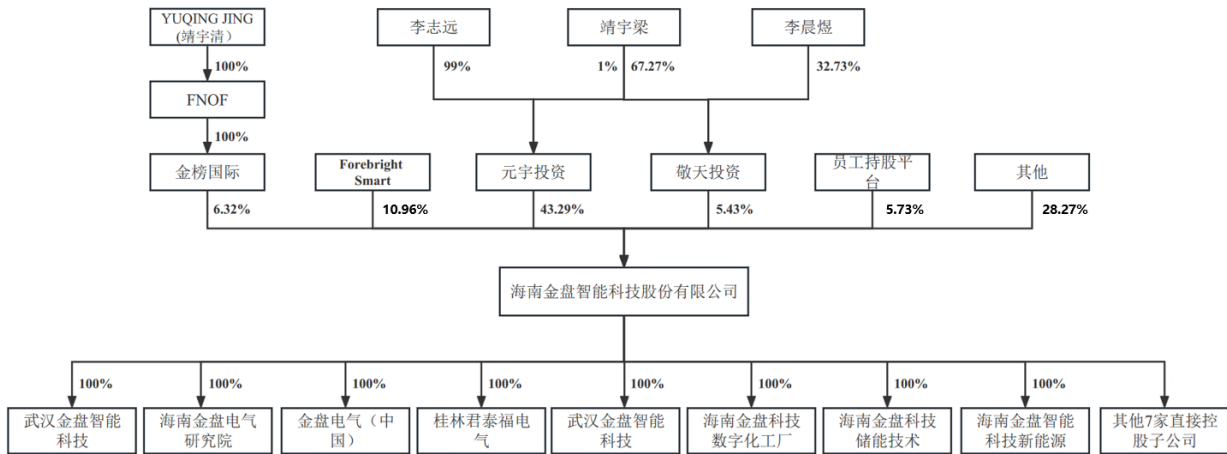 YUQING JING
(靖宇清）
李志远
靖宇梁
李晨煜
100%
99%
1%
67.27%
32.73%
FNOF
100%
金榜国际
Forebright
Smart
元宇投资
敬天投资
员工持股平
台
其他
6.32%
10.96%
43.29%
5.43%
5.73%
28.27%
海南金盘智能科技股份有限公司
100%
100%
100%
100%
100%
100%
100%
100%
武汉金盘智能
科技
海南金盘电气
研究院
金盘电气（中
国）
桂林君泰福电
气
武汉金盘智能
科技
海南金盘科技
数字化工厂
海南金盘科技
储能技术
海南金盘智能
科技新能源
其他7家直接控
股子公司